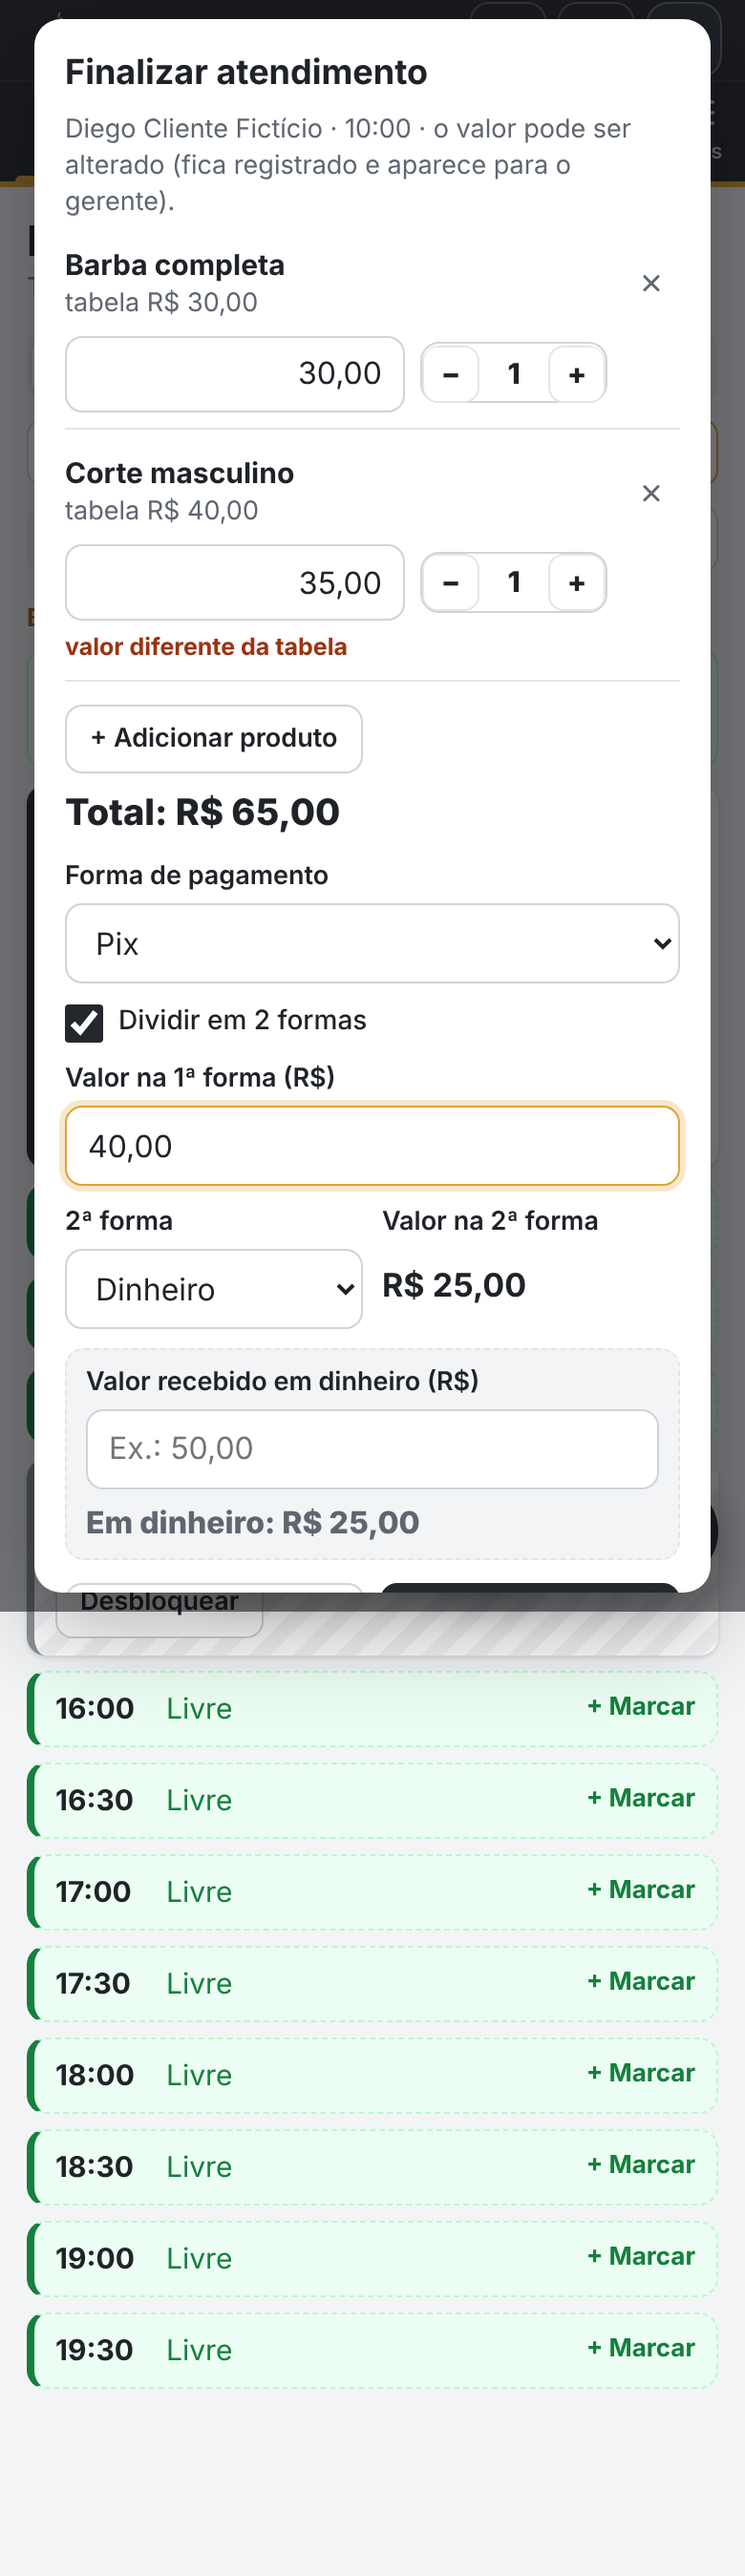 Finalizar atendimento
Diego Cliente Fictício · 10:00 · o valor pode ser
alterado (fica registrado e aparece para o
gerente).
Barba completa
×
tabela R$ 30,00
30,00
− 1 +
Corte masculino
×
tabela R$ 40,00
35,00
− 1 +
valor diferente da tabela
+ Adicionar produto
Total: R$ 65,00
Forma de pagamento
Pix
Dividir em 2 formas
Valor na 1ª forma (R$)
40,00
2ª forma
Valor na 2ª forma
Dinheiro
R$ 25,00
Valor recebido em dinheiro (R$)
Ex.: 50,00
Em dinheiro: R$ 25,00
Desbloquear
16:00 Livre + Marcar
16:30 Livre + Marcar
17:00 Livre + Marcar
17:30 Livre + Marcar
18:00 Livre + Marcar
18:30 Livre + Marcar
19:00 Livre + Marcar
19:30 Livre + Marcar